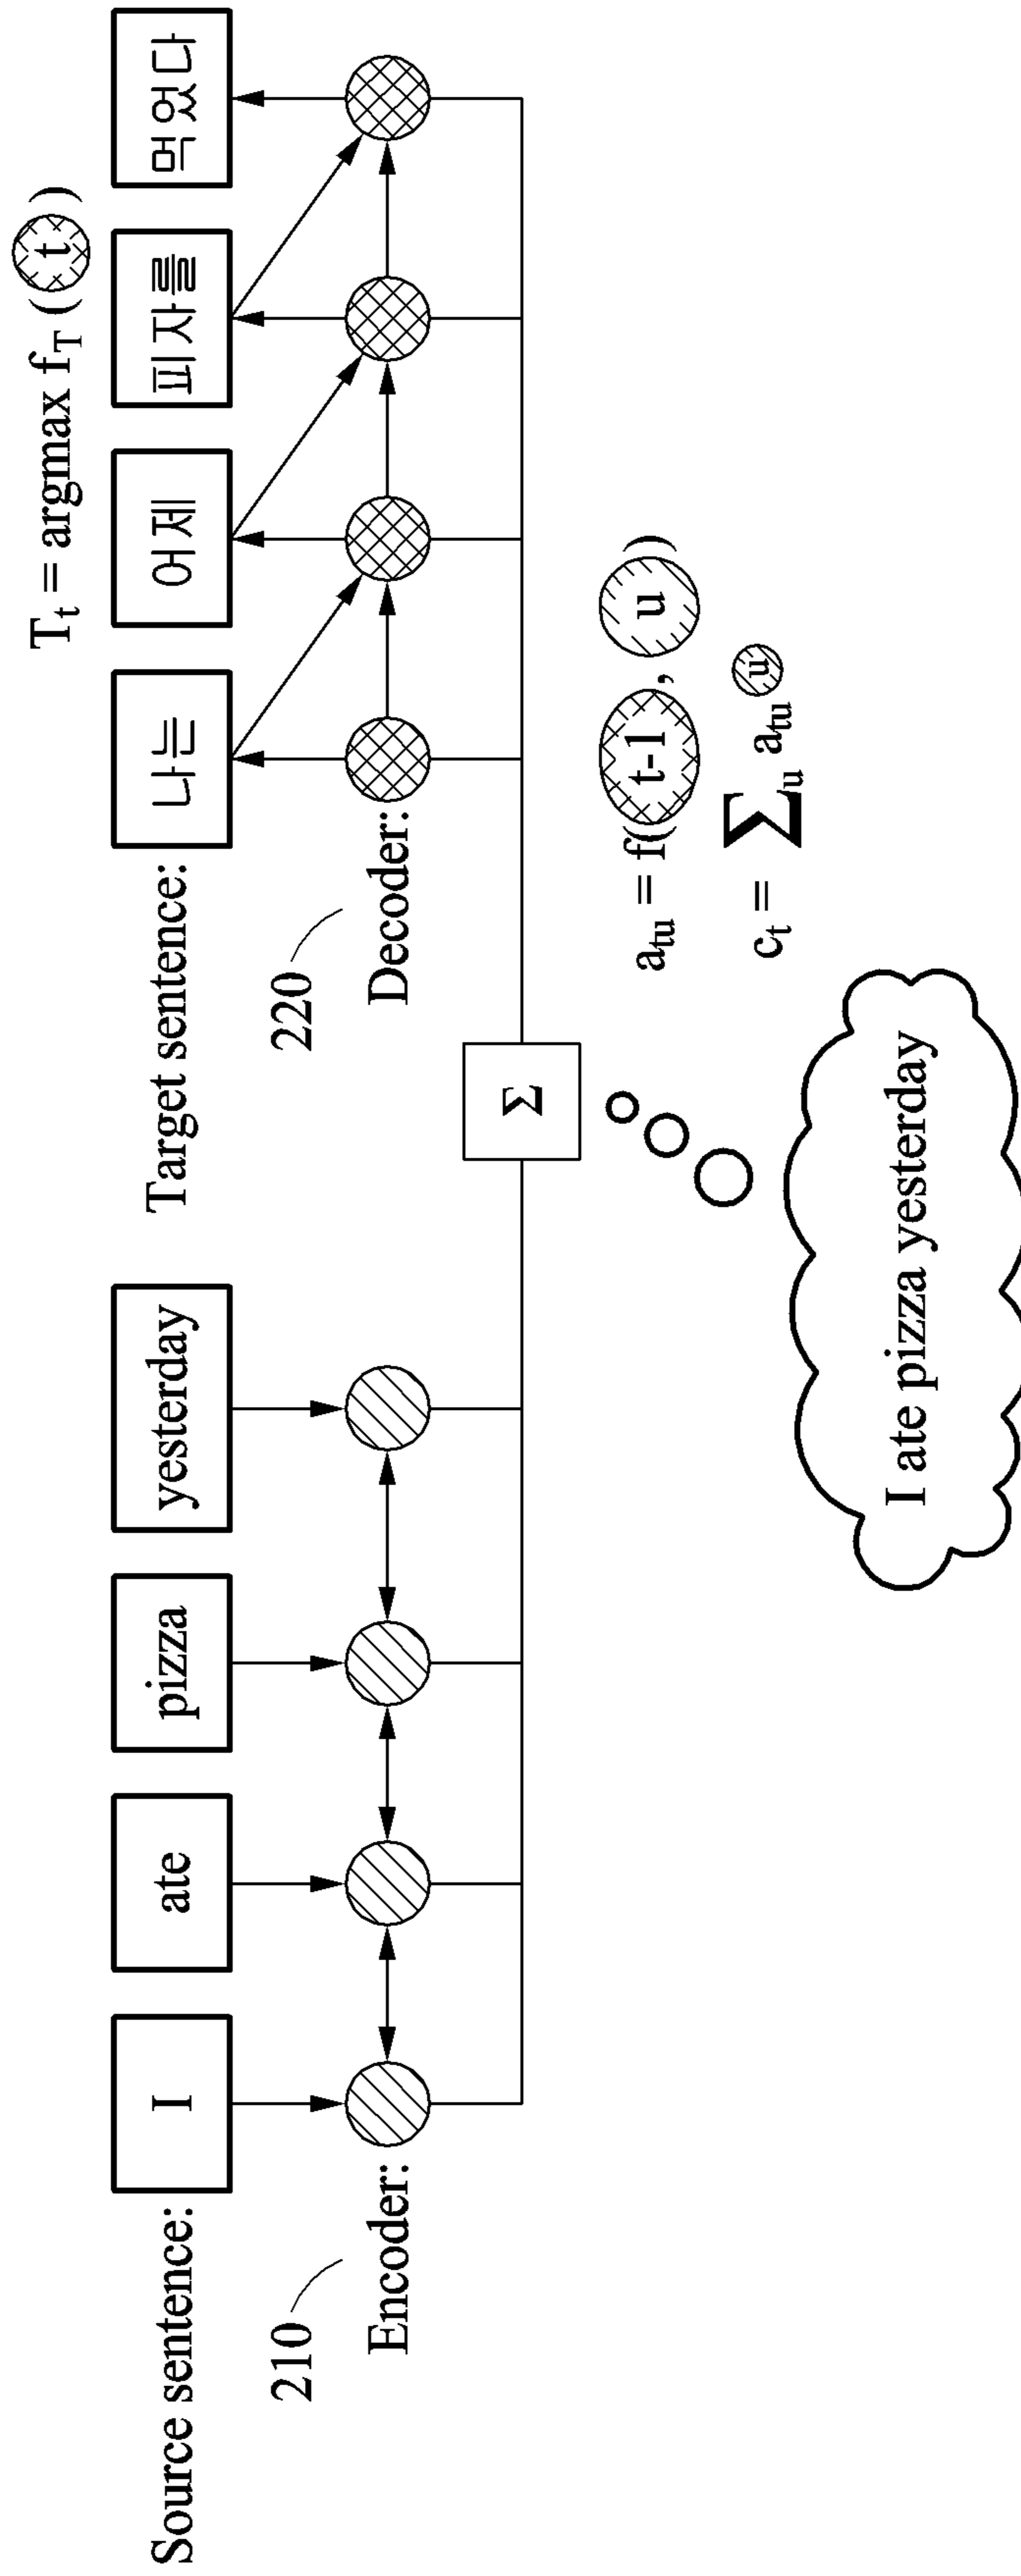 T_t = argmax f_T ( t )
Source sentence: I ate pizza yesterday
Target sentence: 나는 어제 피자를 먹었다
210
220
Encoder:
Decoder:
Σ
a_tu = f( t-1 , u )
c_t = Σ_u a_tu u
I ate pizza yesterday